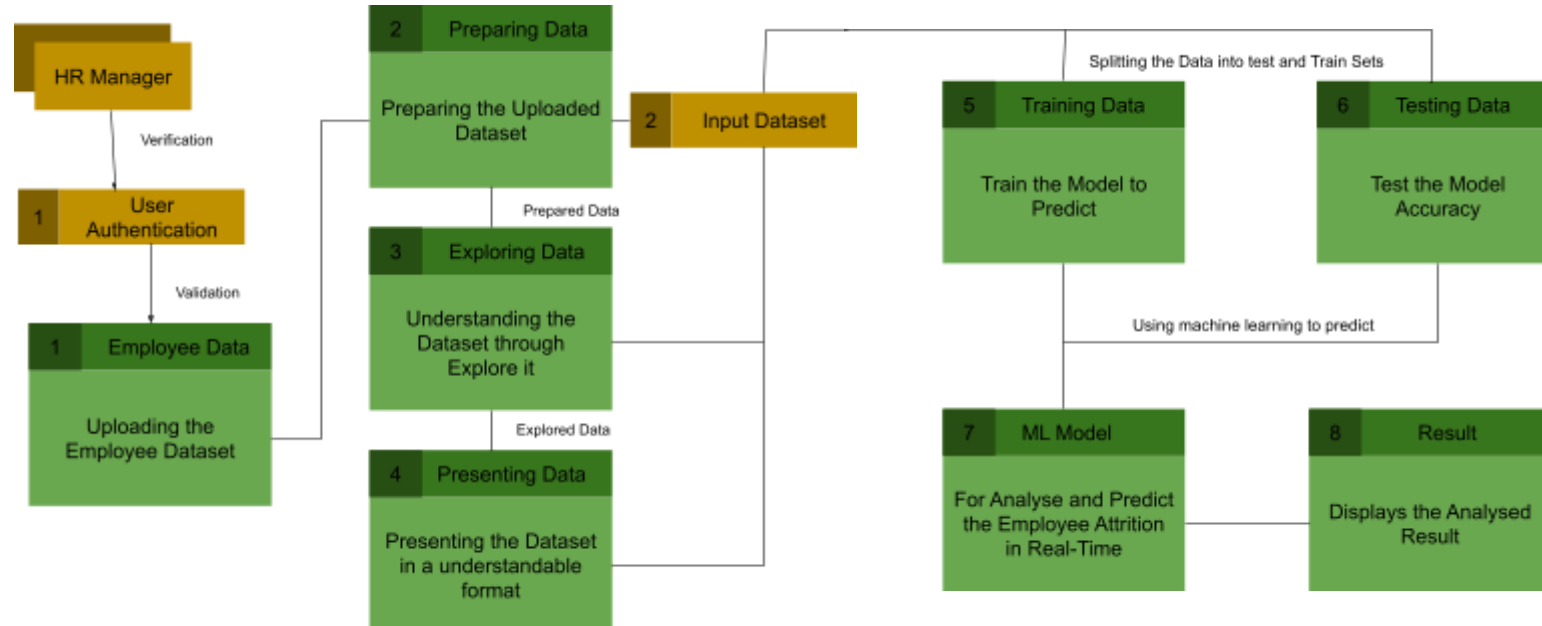 HR Manager
Verification
1
User
Authentication
Validation
1
Employee Data
Uploading the
Employee Dataset
2
Preparing Data
Preparing the Uploaded
Dataset
Prepared Data
3
Exploring Data
Understanding the
Dataset through
Explore it
Explored Data
4
Presenting Data
Presenting the Dataset
in a understandable
format
2
Input Dataset
Splitting the Data into test and Train Sets
5
Training Data
Train the Model to
Predict
6
Testing Data
Test the Model
Accuracy
Using machine learning to predict
7
ML Model
For Analyse and Predict
the Employee Attrition
in Real-Time
8
Result
Displays the Analysed
Result